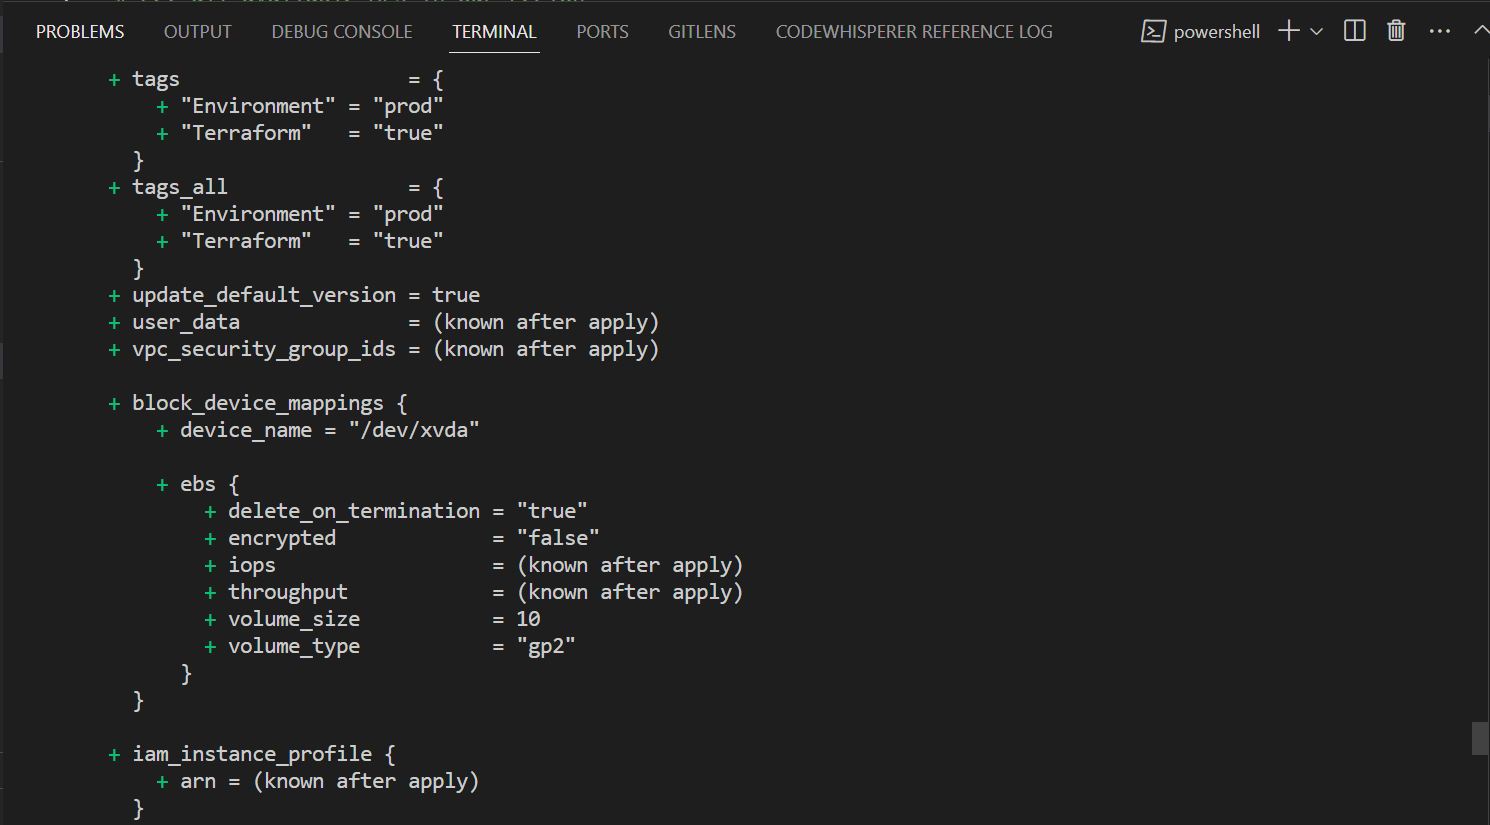 PROBLEMS OUTPUT DEBUG CONSOLE TERMINAL PORTS GITLENS CODEWHISPERER REFERENCE LOG powershell
+ tags = {
+ "Environment" = "prod"
+ "Terraform" = "true"
}
+ tags_all = {
+ "Environment" = "prod"
+ "Terraform" = "true"
}
+ update_default_version = true
+ user_data = (known after apply)
+ vpc_security_group_ids = (known after apply)
+ block_device_mappings {
+ device_name = "/dev/xvda"
+ ebs {
+ delete_on_termination = "true"
+ encrypted = "false"
+ iops = (known after apply)
+ throughput = (known after apply)
+ volume_size = 10
+ volume_type = "gp2"
}
}
+ iam_instance_profile {
+ arn = (known after apply)
}